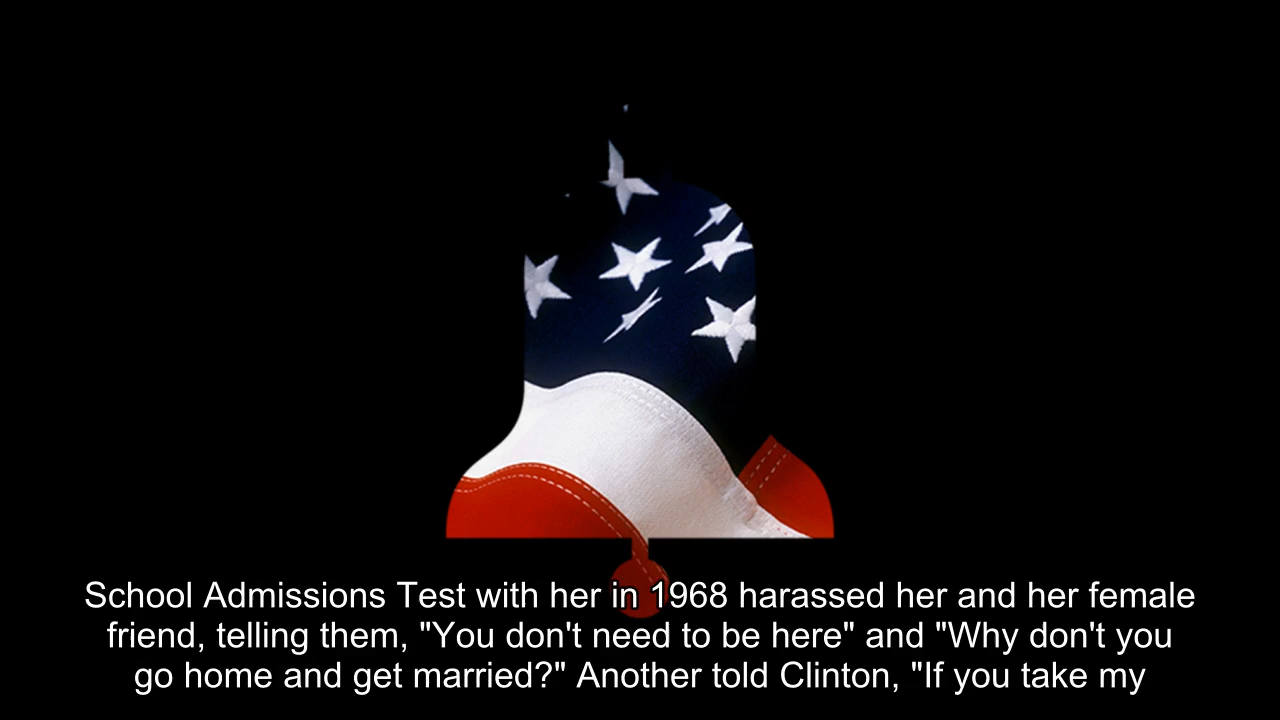 School Admissions Test with her in 1968 harassed her and her female
friend, telling them, "You don't need to be here" and "Why don't you
go home and get married?" Another told Clinton, "If you take my